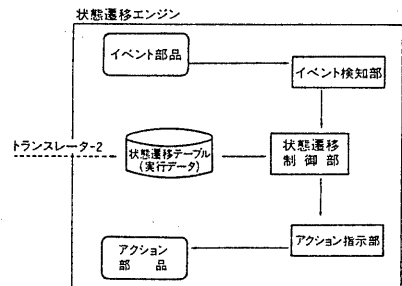 状態遷移エンジン
イベント部品
イベント検知部
トランスレータ-2
状態遷移テーブル
(実行データ)
状態遷移
制御部
アクション
部品
アクション指示部